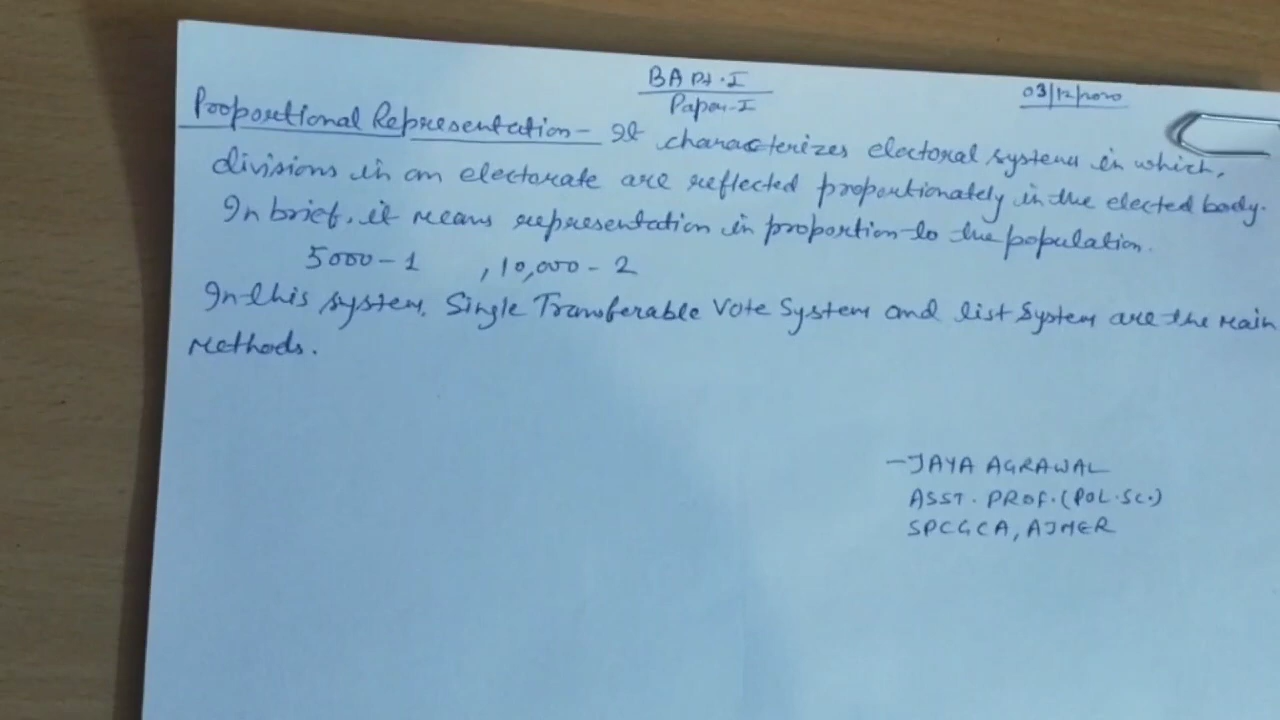 BA Pt.I
Paper-I
03/12/2020
Proportional Representation - It characterizes electoral systems in which,
divisions in an electorate are reflected proportionately in the elected body.
In brief, it means representation in proportion to the population.
5000-1 , 10,000-2
In this system, Single Transferable Vote System and list System are the main
methods.
-JAYA AGRAWAL
ASST. PROF. (POL.SC.)
SPCGCA, AJMER